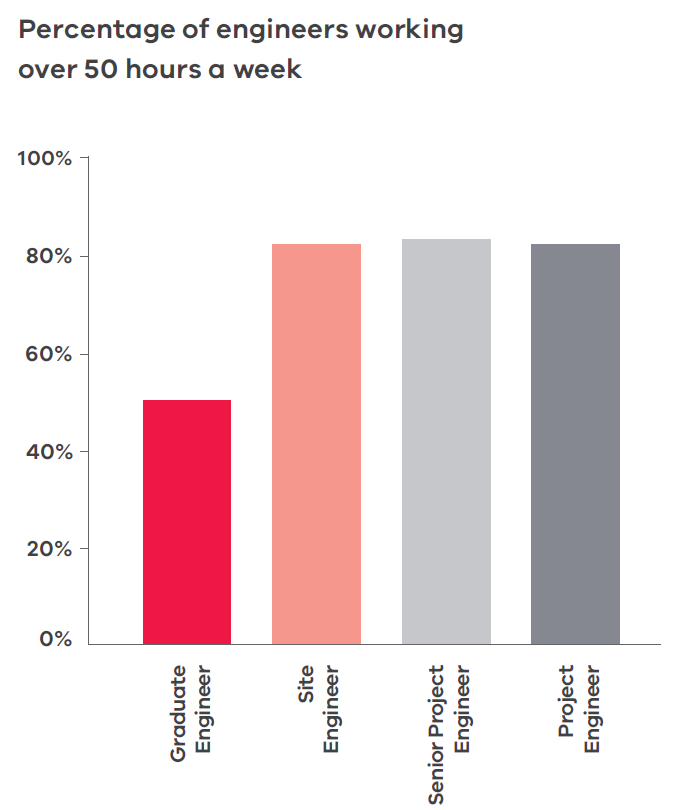 Percentage of engineers working
over 50 hours a week
100%
80%
60%
40%
20%
0%
Graduate
Engineer
Site
Engineer
Senior Project
Engineer
Project
Engineer